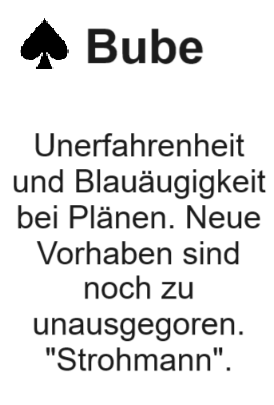 ♠ Bube
Unerfahrenheit
und Blauäugigkeit
bei Plänen. Neue
Vorhaben sind
noch zu
unausgegoren.
"Strohmann".